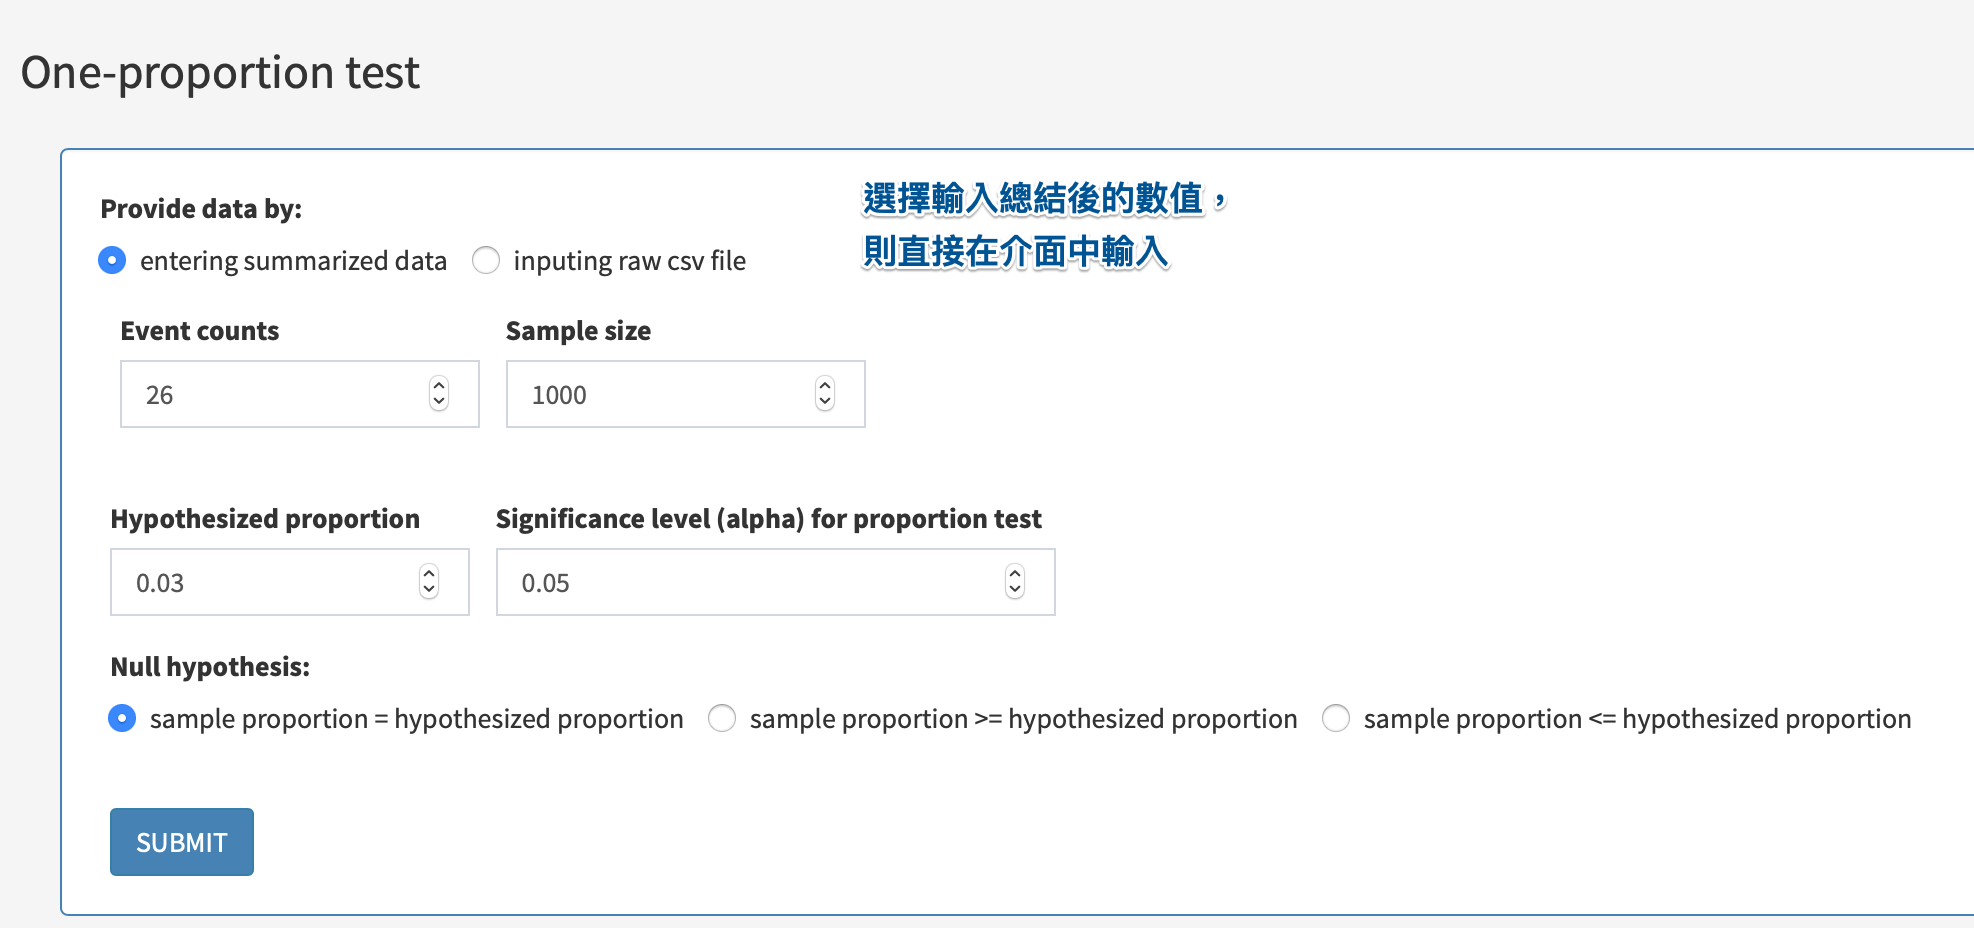 One-proportion test
Provide data by:
選擇輸入總結後的數值，
則直接在介面中輸入
entering summarized data inputing raw csv file
Event counts Sample size
26 1000
Hypothesized proportion Significance level (alpha) for proportion test
0.03 0.05
Null hypothesis:
sample proportion = hypothesized proportion sample proportion >= hypothesized proportion sample proportion <= hypothesized proportion
SUBMIT